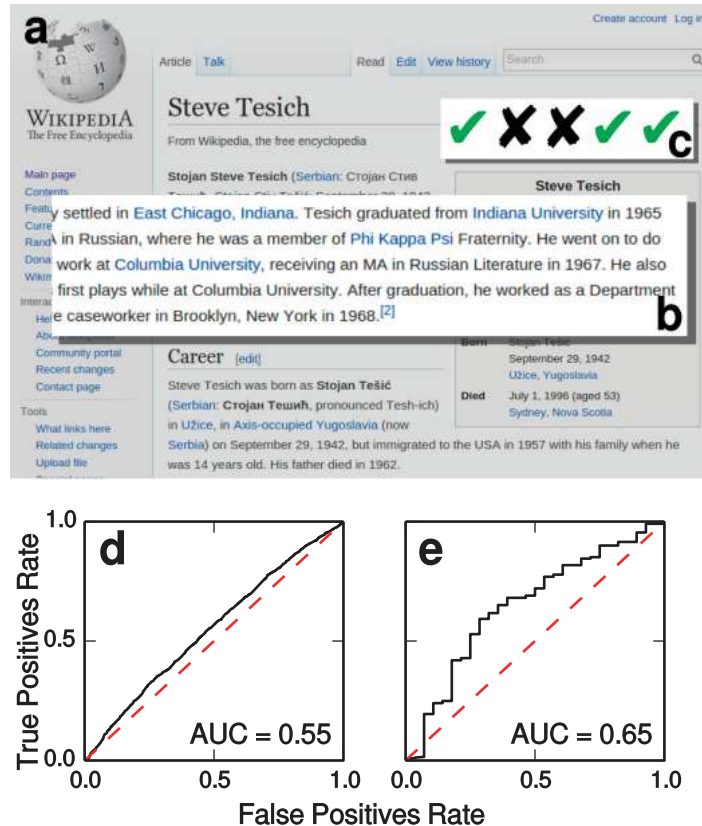 a
Create account Log in
Article Talk Read Edit View history Search
WIKIPEDIA
The Free Encyclopedia
Steve Tesich
From Wikipedia, the free encyclopedia
c
Main page
Contents
Stojan Steve Tesich (Serbian: Стојан Стив
Steve Tesich
y settled in East Chicago, Indiana. Tesich graduated from Indiana University in 1965
in Russian, where he was a member of Phi Kappa Psi Fraternity. He went on to do
work at Columbia University, receiving an MA in Russian Literature in 1967. He also
first plays while at Columbia University. After graduation, he worked as a Department
e caseworker in Brooklyn, New York in 1968.[2]
b
Community portal
Recent changes
Contact page
Tools
What links here
Related changes
Upload file
Career [edit]
Steve Tesich was born as Stojan Tešić
(Serbian: Стојан Тешић, pronounced Tesh-ich)
in Užice, in Axis-occupied Yugoslavia (now
Serbia) on September 29, 1942, but immigrated to the USA in 1957 with his family when he
was 14 years old. His father died in 1962.
Born Stojan Tešić
September 29, 1942
Užice, Yugoslavia
Died July 1, 1996 (aged 53)
Sydney, Nova Scotia
d
True Positives Rate
1.0
0.5
0.0
AUC = 0.55
0.0 0.5 1.0
e
AUC = 0.65
0.0 0.5 1.0
False Positives Rate